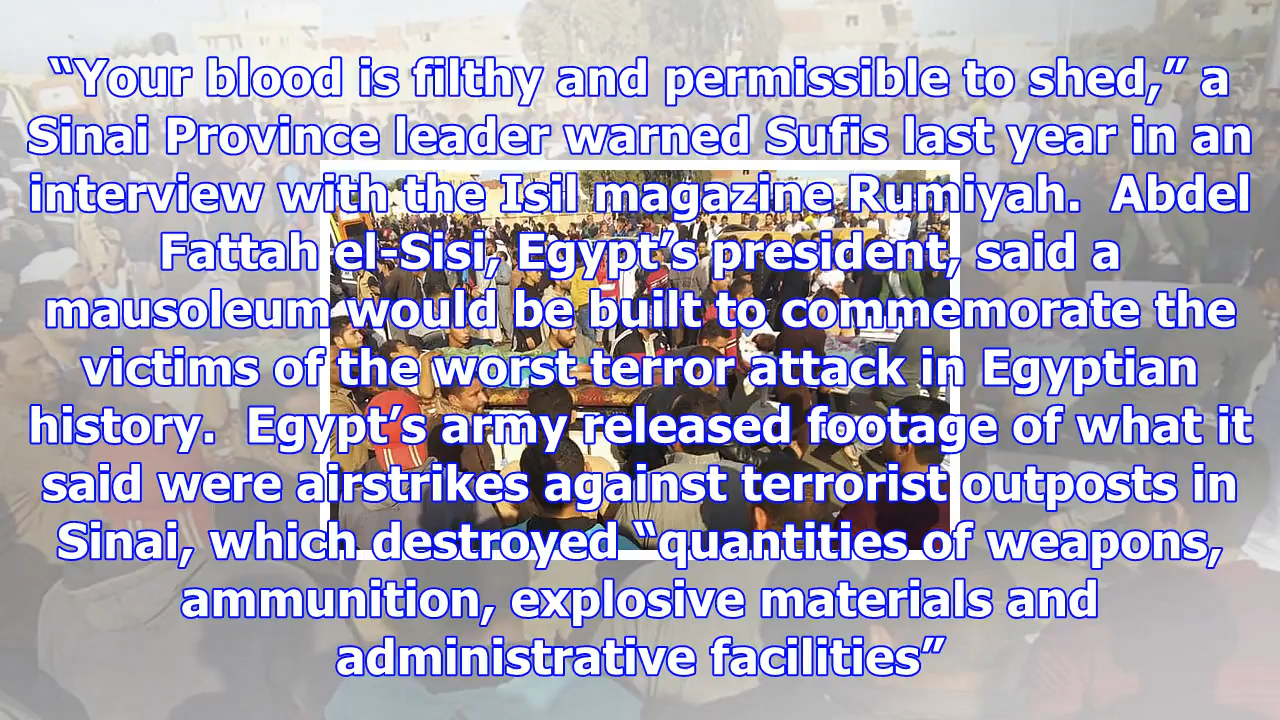 “Your blood is filthy and permissible to shed,” a
Sinai Province leader warned Sufis last year in an
interview with the Isil magazine Rumiyah.  Abdel
Fattah el-Sisi, Egypt’s president, said a
mausoleum would be built to commemorate the
victims of the worst terror attack in Egyptian
history.  Egypt’s army released footage of what it
said were airstrikes against terrorist outposts in
Sinai, which destroyed “quantities of weapons,
ammunition, explosive materials and
administrative facilities”